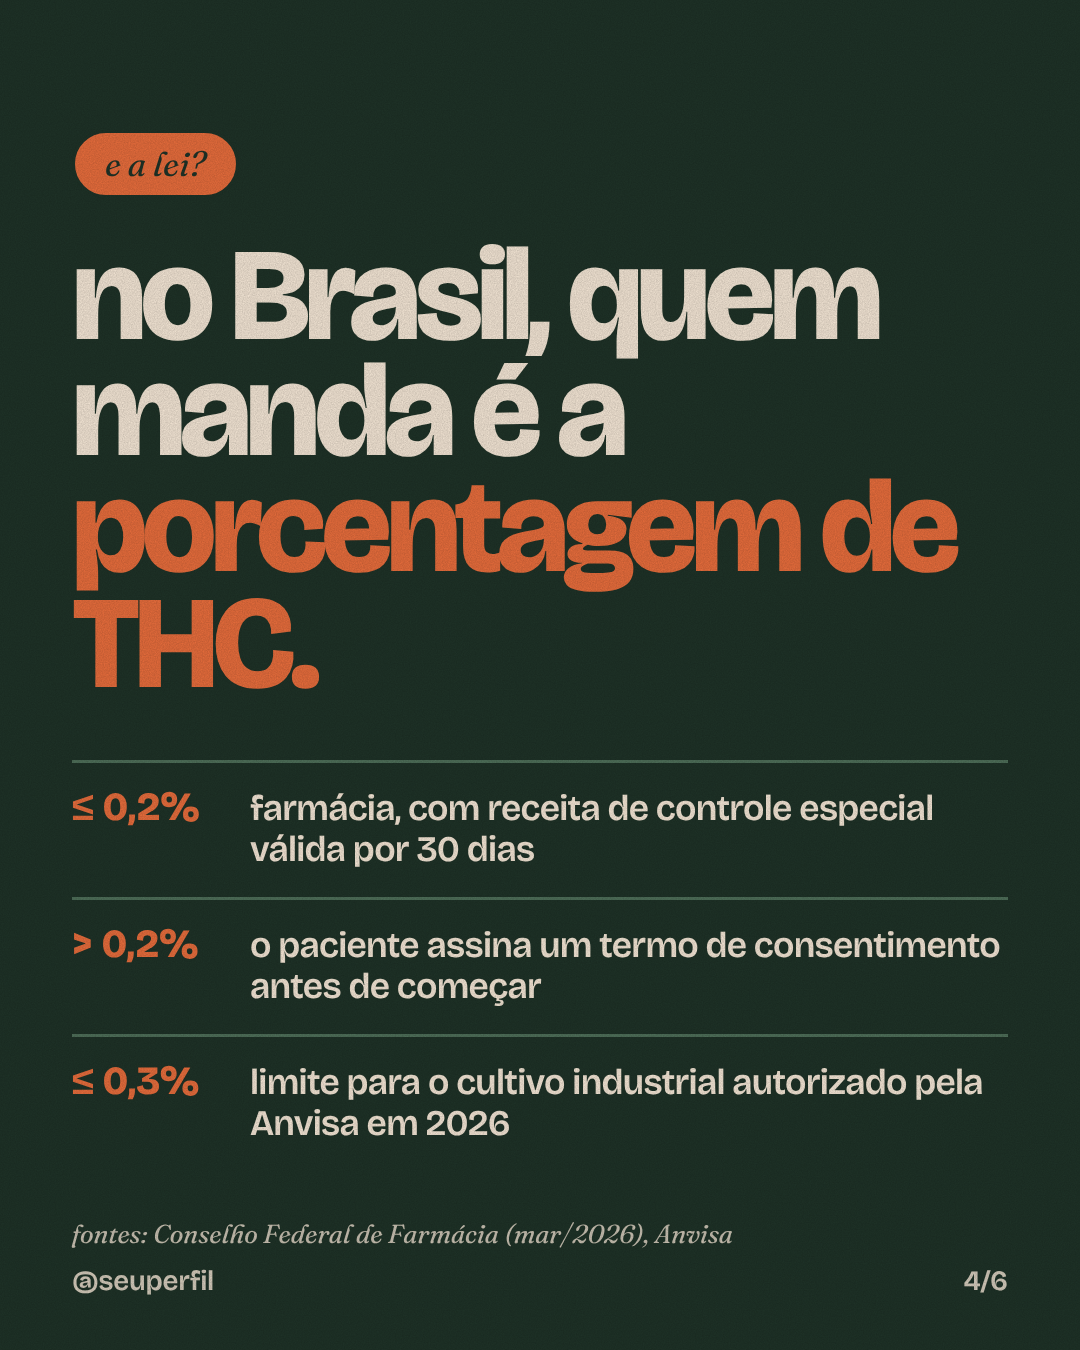 e a lei?
no Brasil, quem
manda é a
porcentagem de
THC.
≤ 0,2% farmácia, com receita de controle especial
válida por 30 dias
> 0,2% o paciente assina um termo de consentimento
antes de começar
≤ 0,3% limite para o cultivo industrial autorizado pela
Anvisa em 2026
fontes: Conselho Federal de Farmácia (mar/2026), Anvisa
@seuperfil 4/6